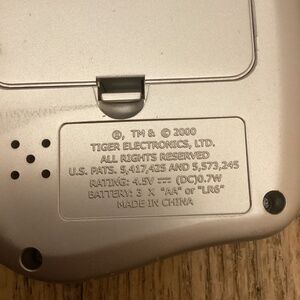 ®, TM & © 2000
TIGER ELECTRONICS, LTD.
ALL RIGHTS RESERVED
U.S. PATS. 5,417,425 AND 5,573,245
RATING: 4.5V ⎓ (DC)0.7W
BATTERY: 3 X "AA" or "LR6"
MADE IN CHINA